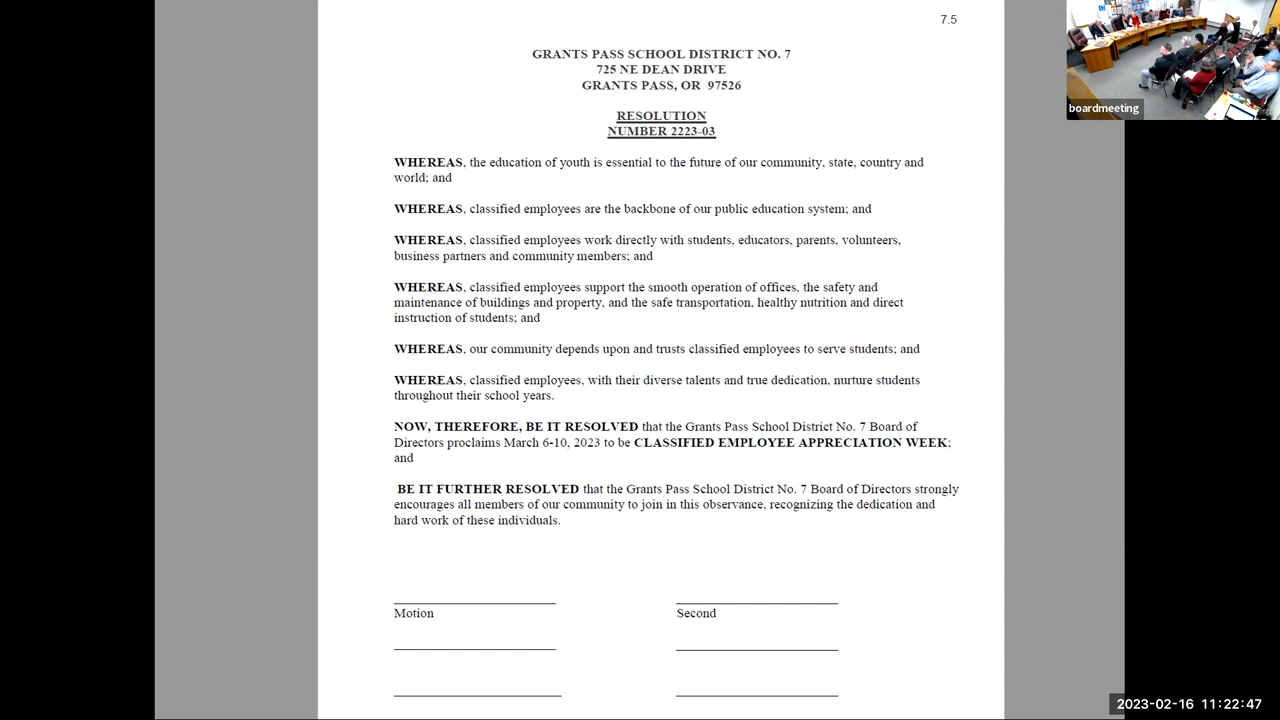 7.5
GRANTS PASS SCHOOL DISTRICT NO. 7
725 NE DEAN DRIVE
GRANTS PASS, OR 97526
RESOLUTION
NUMBER 2223-03
WHEREAS, the education of youth is essential to the future of our community, state, country and
world; and
WHEREAS, classified employees are the backbone of our public education system; and
WHEREAS, classified employees work directly with students, educators, parents, volunteers,
business partners and community members; and
WHEREAS, classified employees support the smooth operation of offices, the safety and
maintenance of buildings and property, and the safe transportation, healthy nutrition and direct
instruction of students; and
WHEREAS, our community depends upon and trusts classified employees to serve students; and
WHEREAS, classified employees, with their diverse talents and true dedication, nurture students
throughout their school years.
NOW, THEREFORE, BE IT RESOLVED that the Grants Pass School District No. 7 Board of
Directors proclaims March 6-10, 2023 to be CLASSIFIED EMPLOYEE APPRECIATION WEEK;
and
BE IT FURTHER RESOLVED that the Grants Pass School District No. 7 Board of Directors strongly
encourages all members of our community to join in this observance, recognizing the dedication and
hard work of these individuals.
Motion
Second
boardmeeting
2023-02-16 11:22:47